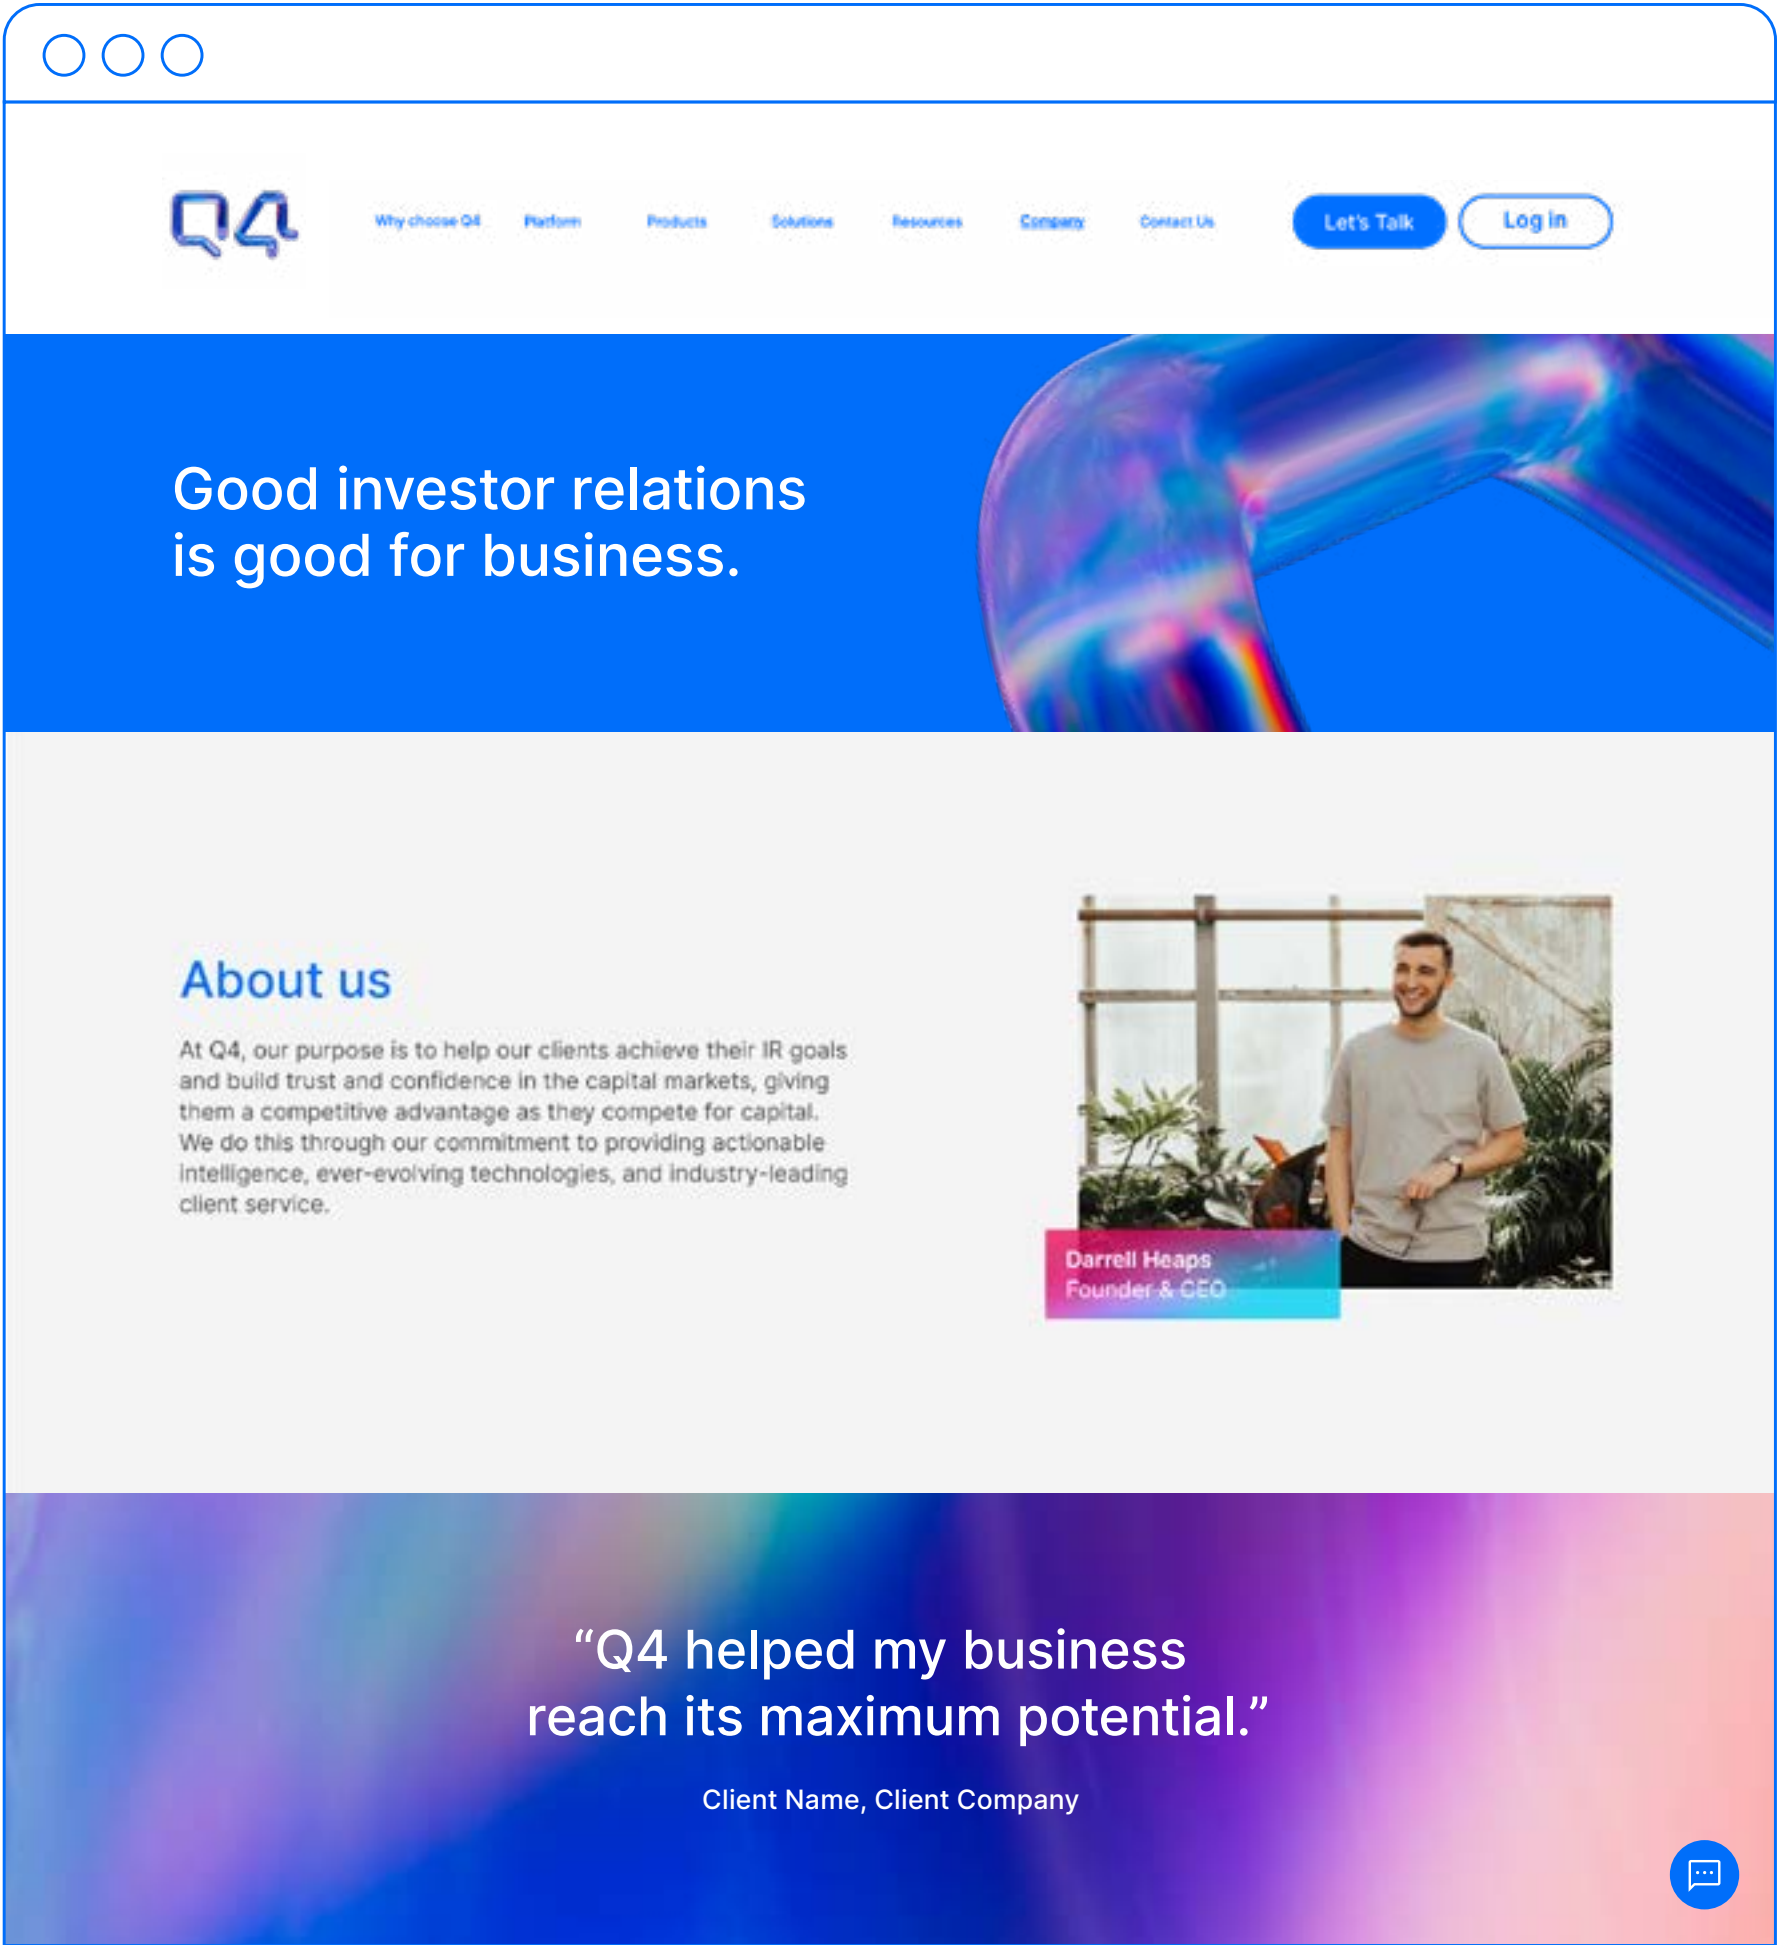 Q4
Why choose Q4
Platform
Products
Solutions
Resources
Company
Contact Us
Let's Talk
Log in
Good investor relations
is good for business.
About us
At Q4, our purpose is to help our clients achieve their IR goals
and build trust and confidence in the capital markets, giving
them a competitive advantage as they compete for capital.
We do this through our commitment to providing actionable
intelligence, ever-evolving technologies, and industry-leading
client service.
Darrell Heaps
Founder & CEO
“Q4 helped my business
reach its maximum potential.”
Client Name, Client Company